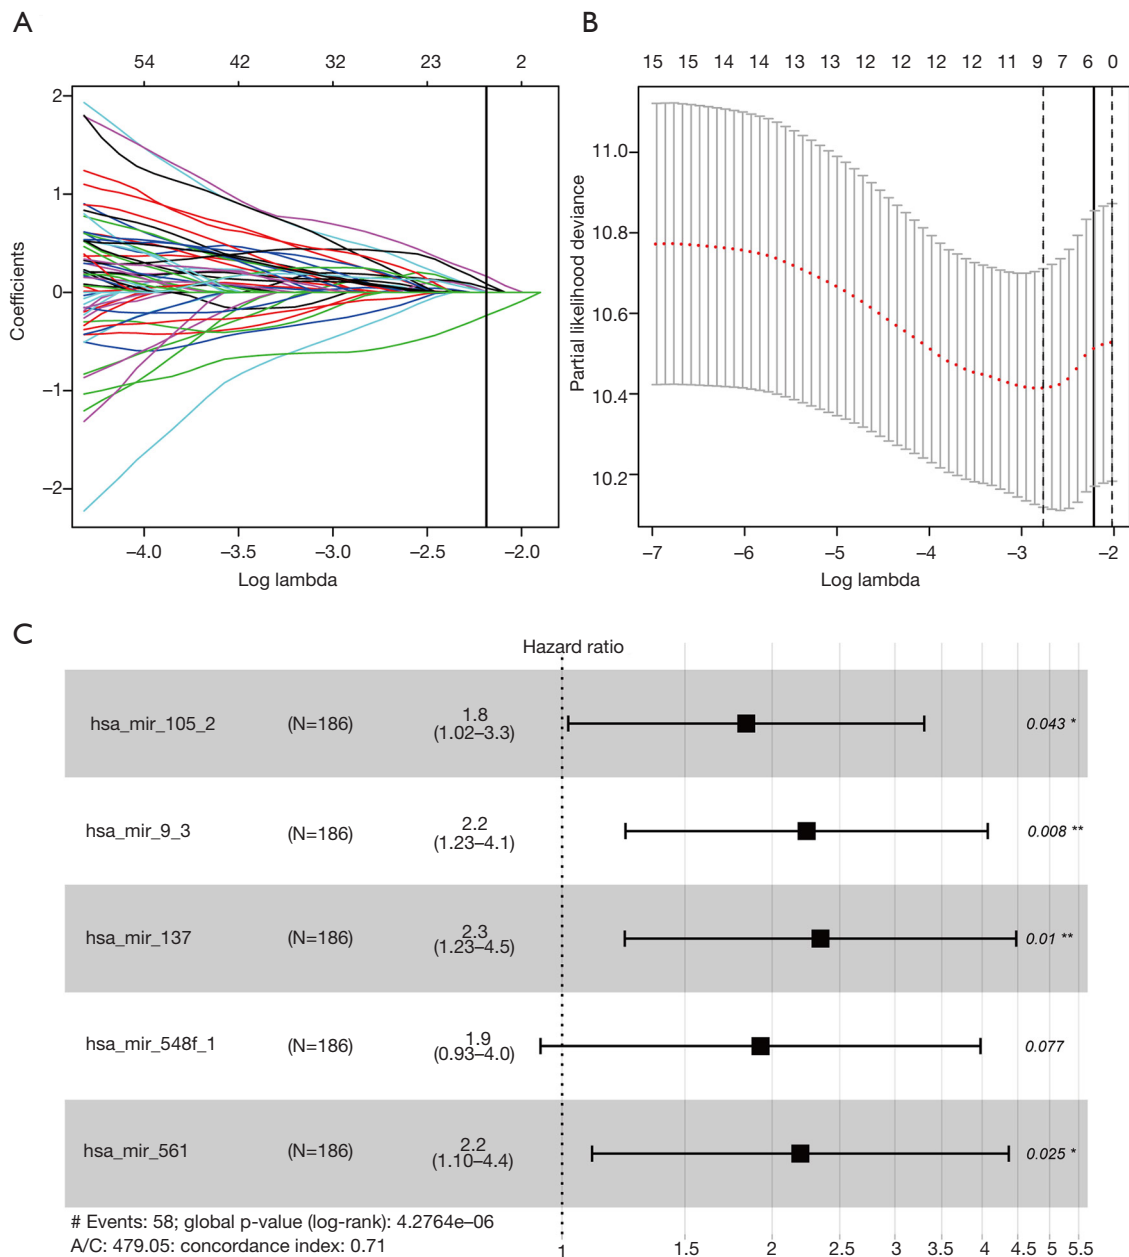 A
54 42 32 23 2
2
1
0
−1
−2
Coefficients
−4.0 −3.5 −3.0 −2.5 −2.0
Log lambda
B
15 15 14 14 13 13 12 12 12 12 11 9 7 6 0
11.0
10.8
10.6
10.4
10.2
Partial likelihood deviance
−7 −6 −5 −4 −3 −2
Log lambda
C
Hazard ratio
hsa_mir_105_2 (N=186) 1.8 (1.02–3.3) 0.043 *
hsa_mir_9_3 (N=186) 2.2 (1.23–4.1) 0.008 **
hsa_mir_137 (N=186) 2.3 (1.23–4.5) 0.01 **
hsa_mir_548f_1 (N=186) 1.9 (0.93–4.0) 0.077
hsa_mir_561 (N=186) 2.2 (1.10–4.4) 0.025 *
# Events: 58; global p-value (log-rank): 4.2764e–06
A/C: 479.05: concordance index: 0.71
1 1.5 2 2.5 3 3.5 4 4.5 5 5.5